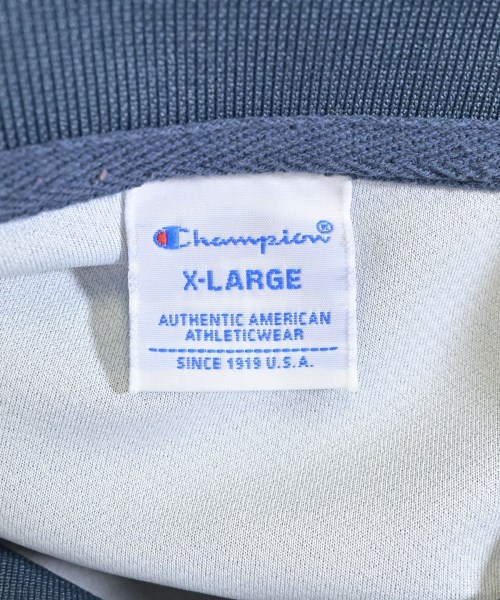 Champion®
X-LARGE
AUTHENTIC AMERICAN
ATHLETICWEAR
SINCE 1919 U.S.A.